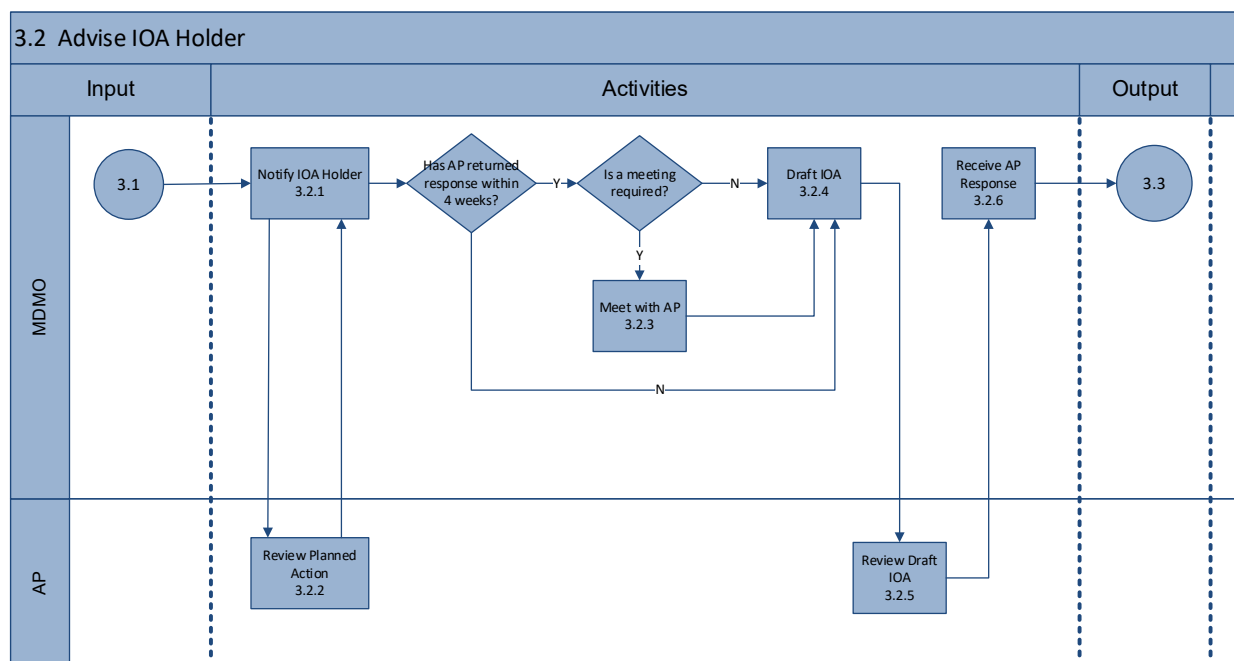 3.2 Advise IOA Holder
Input
Activities
Output
MDMO
3.1
Notify IOA Holder
3.2.1
Has AP returned
response within
4 weeks?
Y
Is a meeting
required?
N
Draft IOA
3.2.4
Receive AP
Response
3.2.6
3.3
Y
Meet with AP
3.2.3
N
AP
Review Planned
Action
3.2.2
Review Draft
IOA
3.2.5